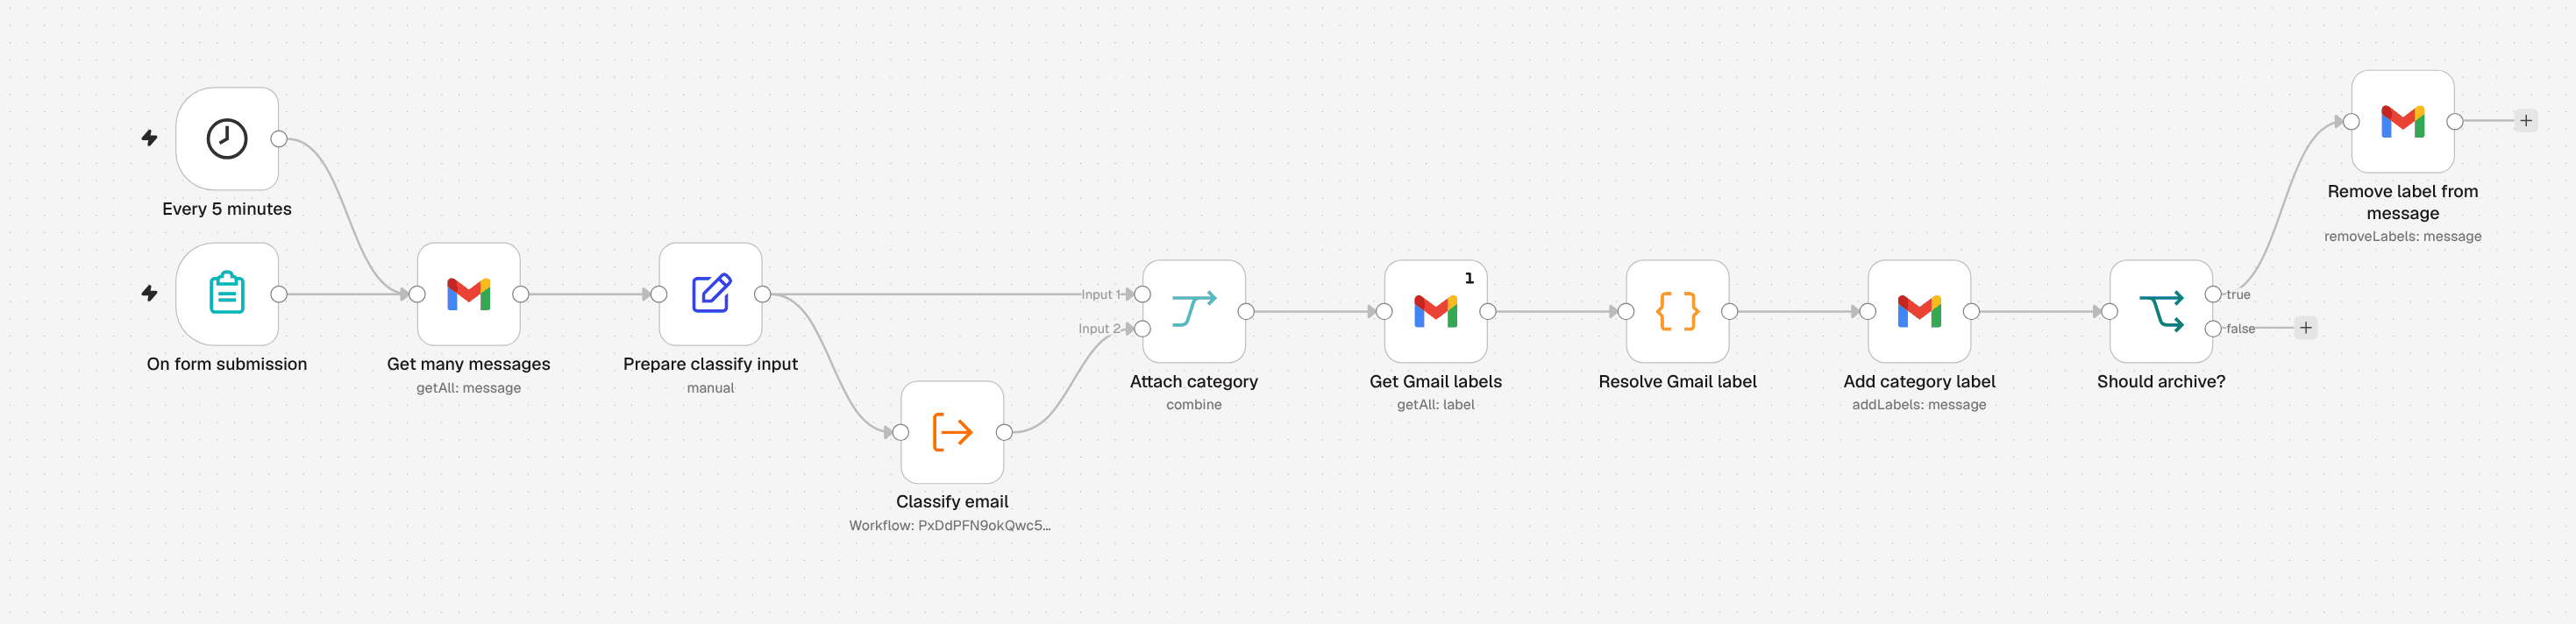 Every 5 minutes
On form submission
Get many messages
getAll: message
Prepare classify input
manual
Classify email
Workflow: PxDdPFN9okQwc5...
Input 1
Input 2
Attach category
combine
1
Get Gmail labels
getAll: label
Resolve Gmail label
Add category label
addLabels: message
Should archive?
true
false
Remove label from
message
removeLabels: message